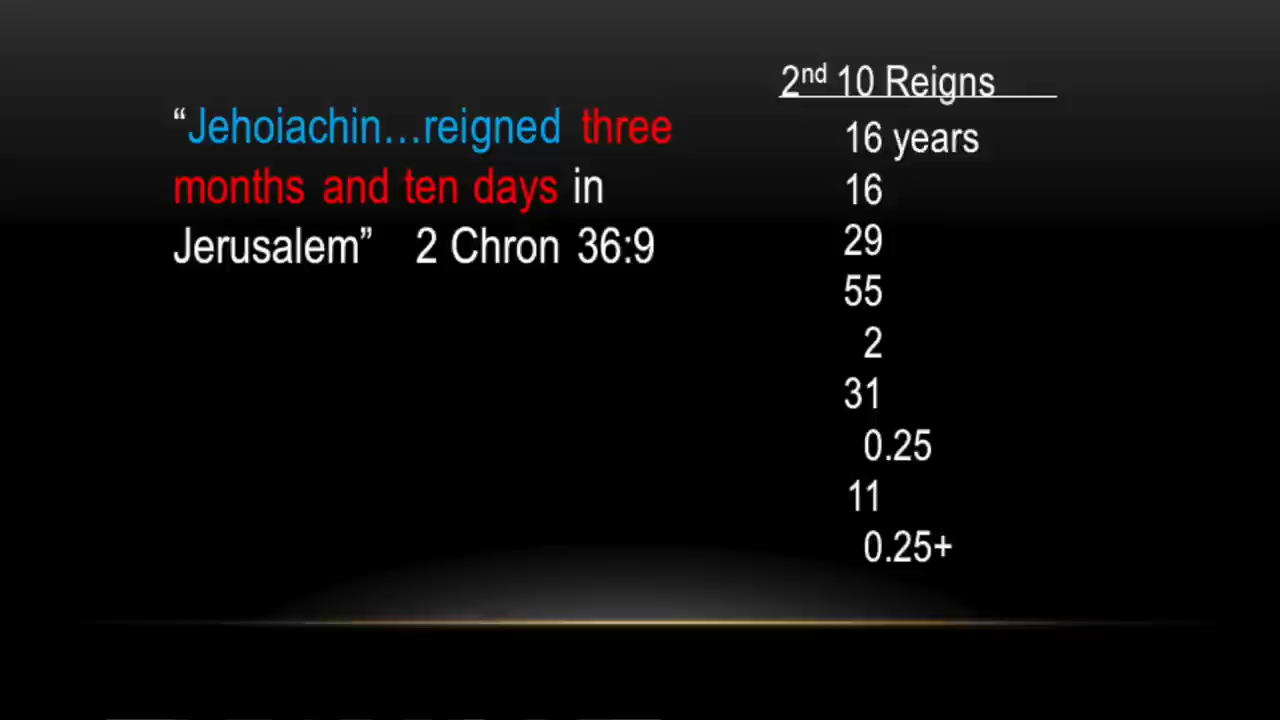 “Jehoiachin…reigned three
months and ten days in
Jerusalem” 2 Chron 36:9
2nd 10 Reigns
16 years
16
29
55
2
31
0.25
11
0.25+